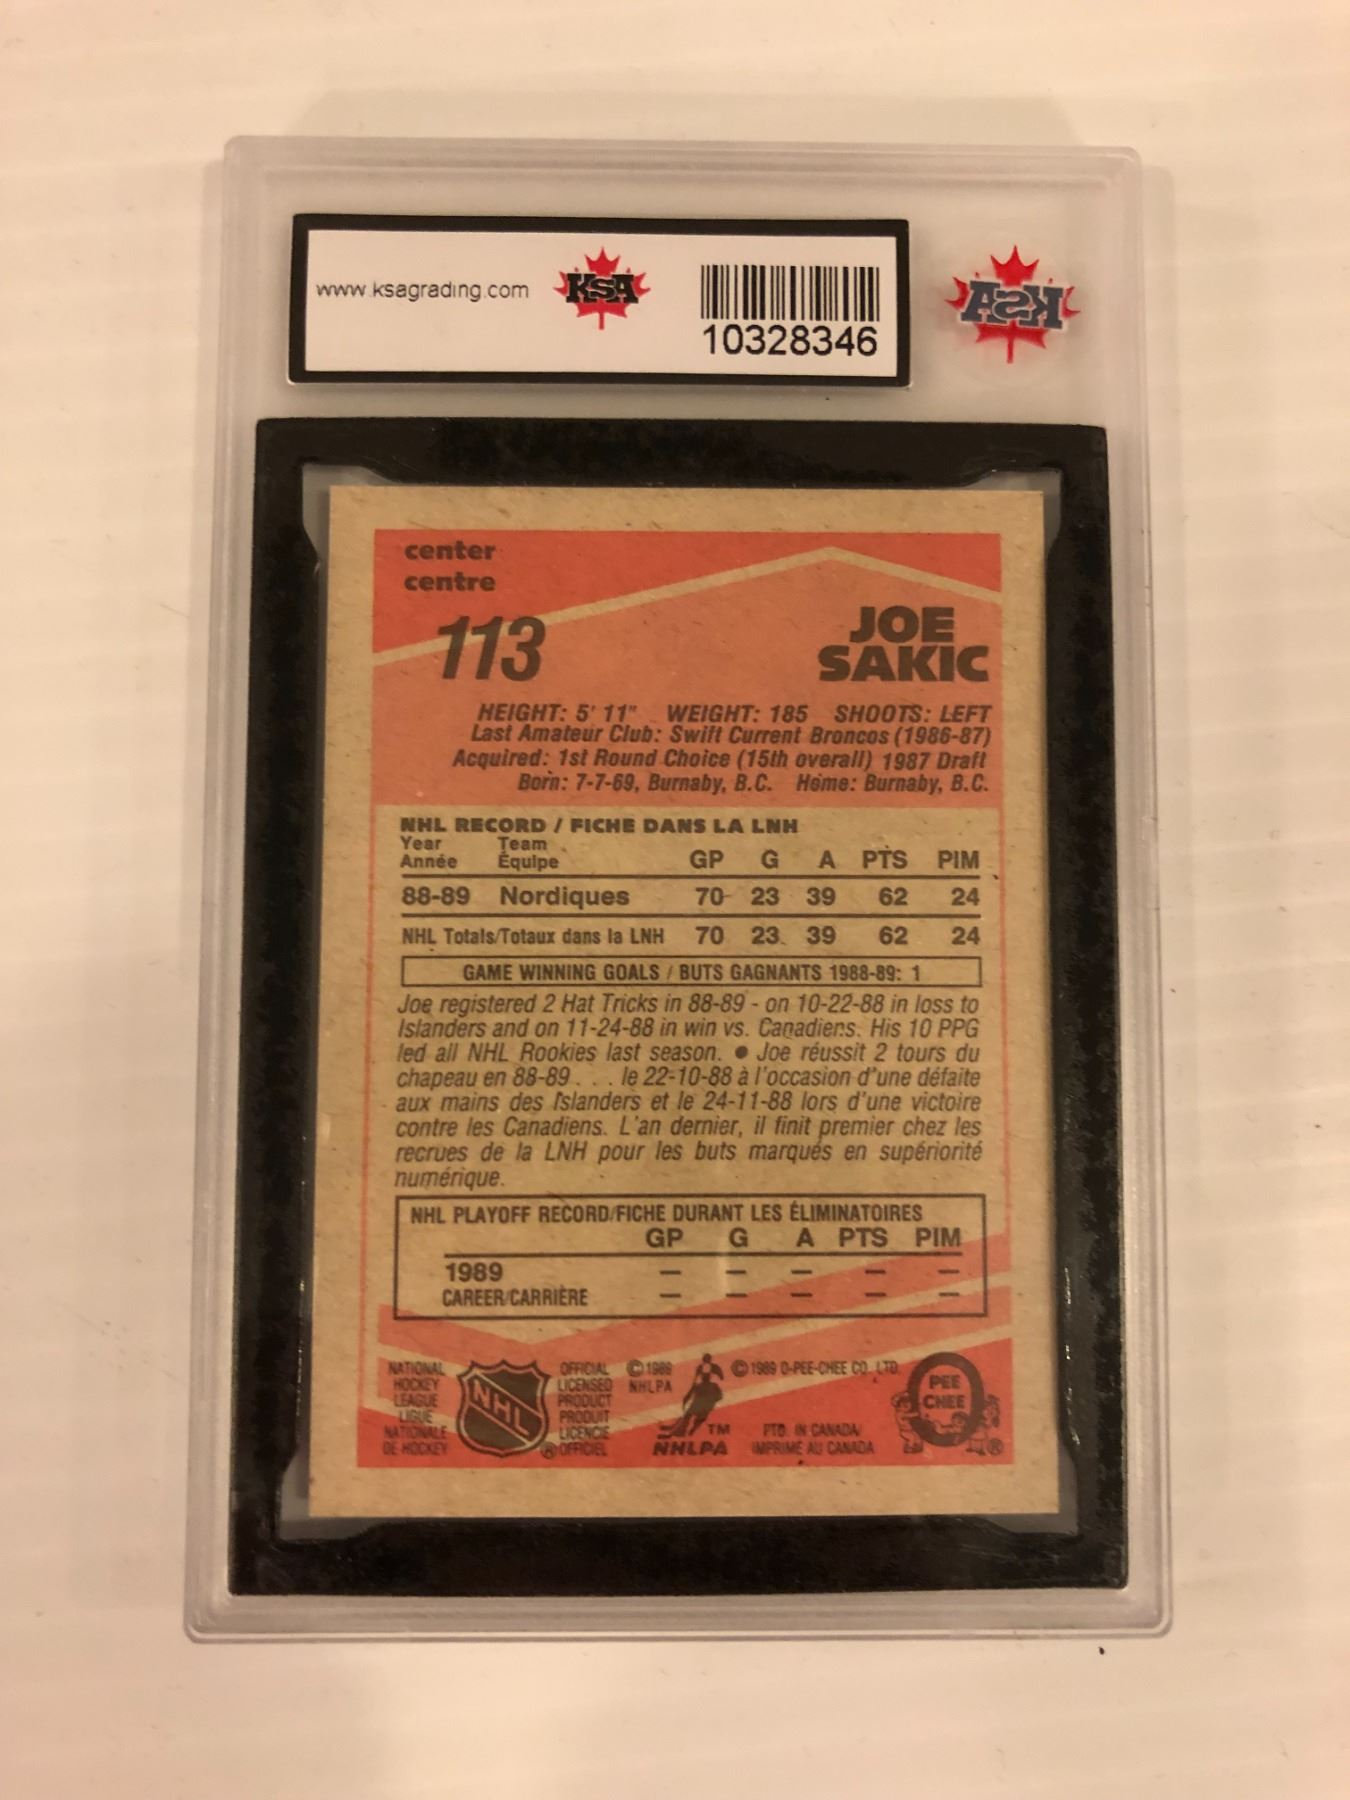 www.ksagrading.com
KSA
10328346
KSA
center
centre
113
JOE
SAKIC
HEIGHT: 5' 11" WEIGHT: 185 SHOOTS: LEFT
Last Amateur Club: Swift Current Broncos (1986-87)
Acquired: 1st Round Choice (15th overall) 1987 Draft
Born: 7-7-69, Burnaby, B.C. Home: Burnaby, B.C.
NHL RECORD / FICHE DANS LA LNH
Year Team
Année Équipe GP G A PTS PIM
88-89 Nordiques 70 23 39 62 24
NHL Totals/Totaux dans la LNH 70 23 39 62 24
GAME WINNING GOALS / BUTS GAGNANTS 1988-89: 1
Joe registered 2 Hat Tricks in 88-89 - on 10-22-88 in loss to
Islanders and on 11-24-88 in win vs. Canadiens. His 10 PPG
led all NHL Rookies last season. ● Joe réussit 2 tours du
chapeau en 88-89 . . . le 22-10-88 à l'occasion d'une défaite
aux mains des Islanders et le 24-11-88 lors d'une victoire
contre les Canadiens. L'an dernier, il finit premier chez les
recrues de la LNH pour les buts marqués en supériorité
numérique.
NHL PLAYOFF RECORD/FICHE DURANT LES ÉLIMINATOIRES
GP G A PTS PIM
1989 — — — — —
CAREER/CARRIÈRE — — — — —
NATIONAL
HOCKEY
LEAGUE
LIGUE
NATIONALE
DE HOCKEY
NHL
®
OFFICIAL
LICENSED
PRODUCT
PRODUIT
LICENCIE
OFFICIEL
© 1989
NHLPA
TM
NHLPA
© 1989 O-PEE-CHEE CO. LTD.
PTD. IN CANADA/
IMPRIMÉ AU CANADA
O
PEE
CHEE
®